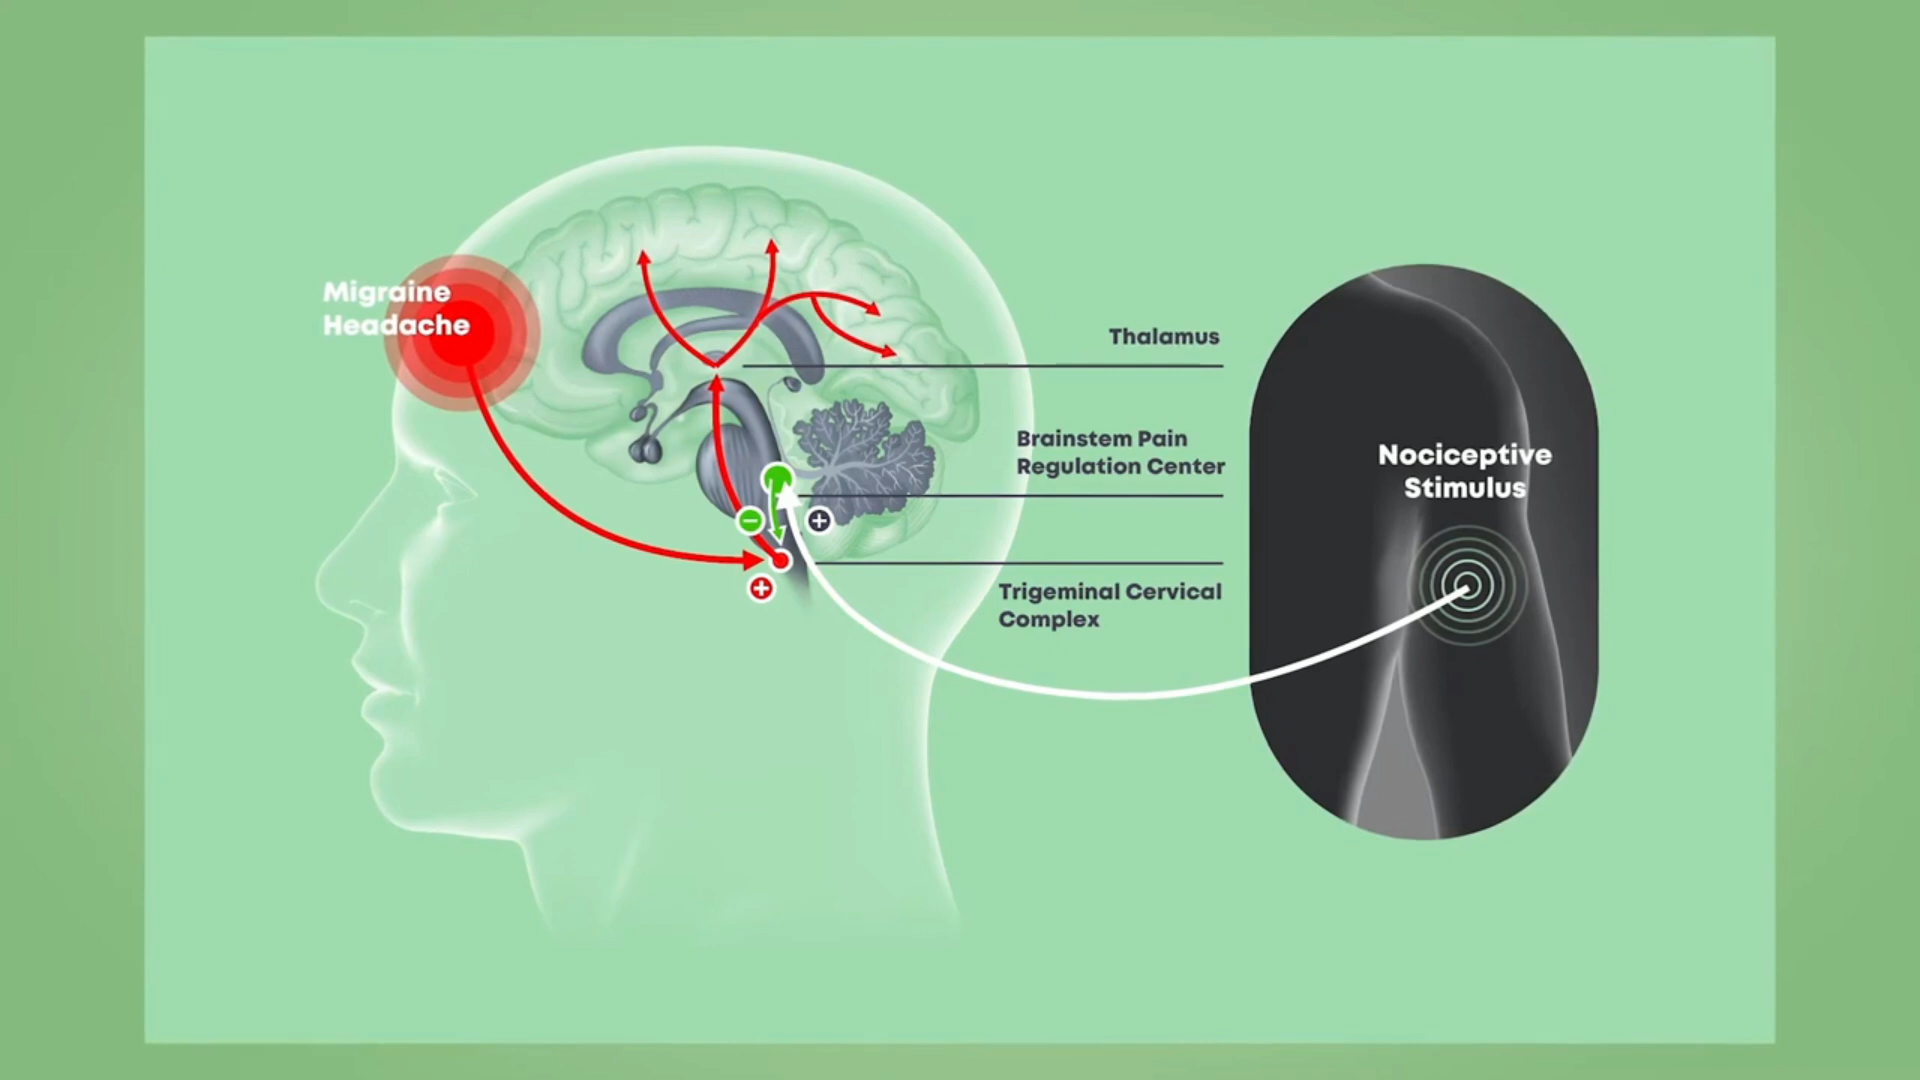 Migraine
Headache
Thalamus
Brainstem Pain
Regulation Center
Nociceptive
Stimulus
Trigeminal Cervical
Complex